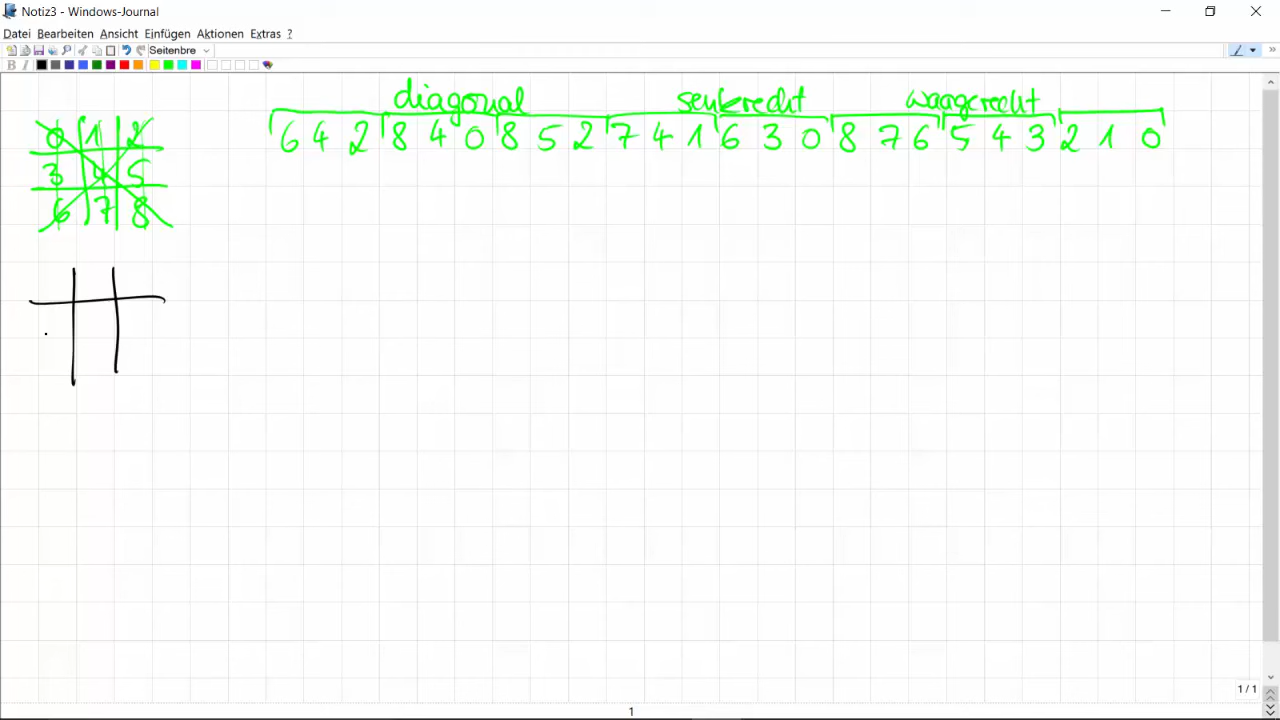 Notiz3 - Windows-Journal
Datei Bearbeiten Ansicht Einfügen Aktionen Extras ?
Seitenbre
B I
diagonal senkrecht waagerecht
6 4 2 8 4 0 8 5 2 7 4 1 6 3 0 8 7 6 5 4 3 2 1 0
0 1 2
3 4 5
6 7 8
1 / 1
1